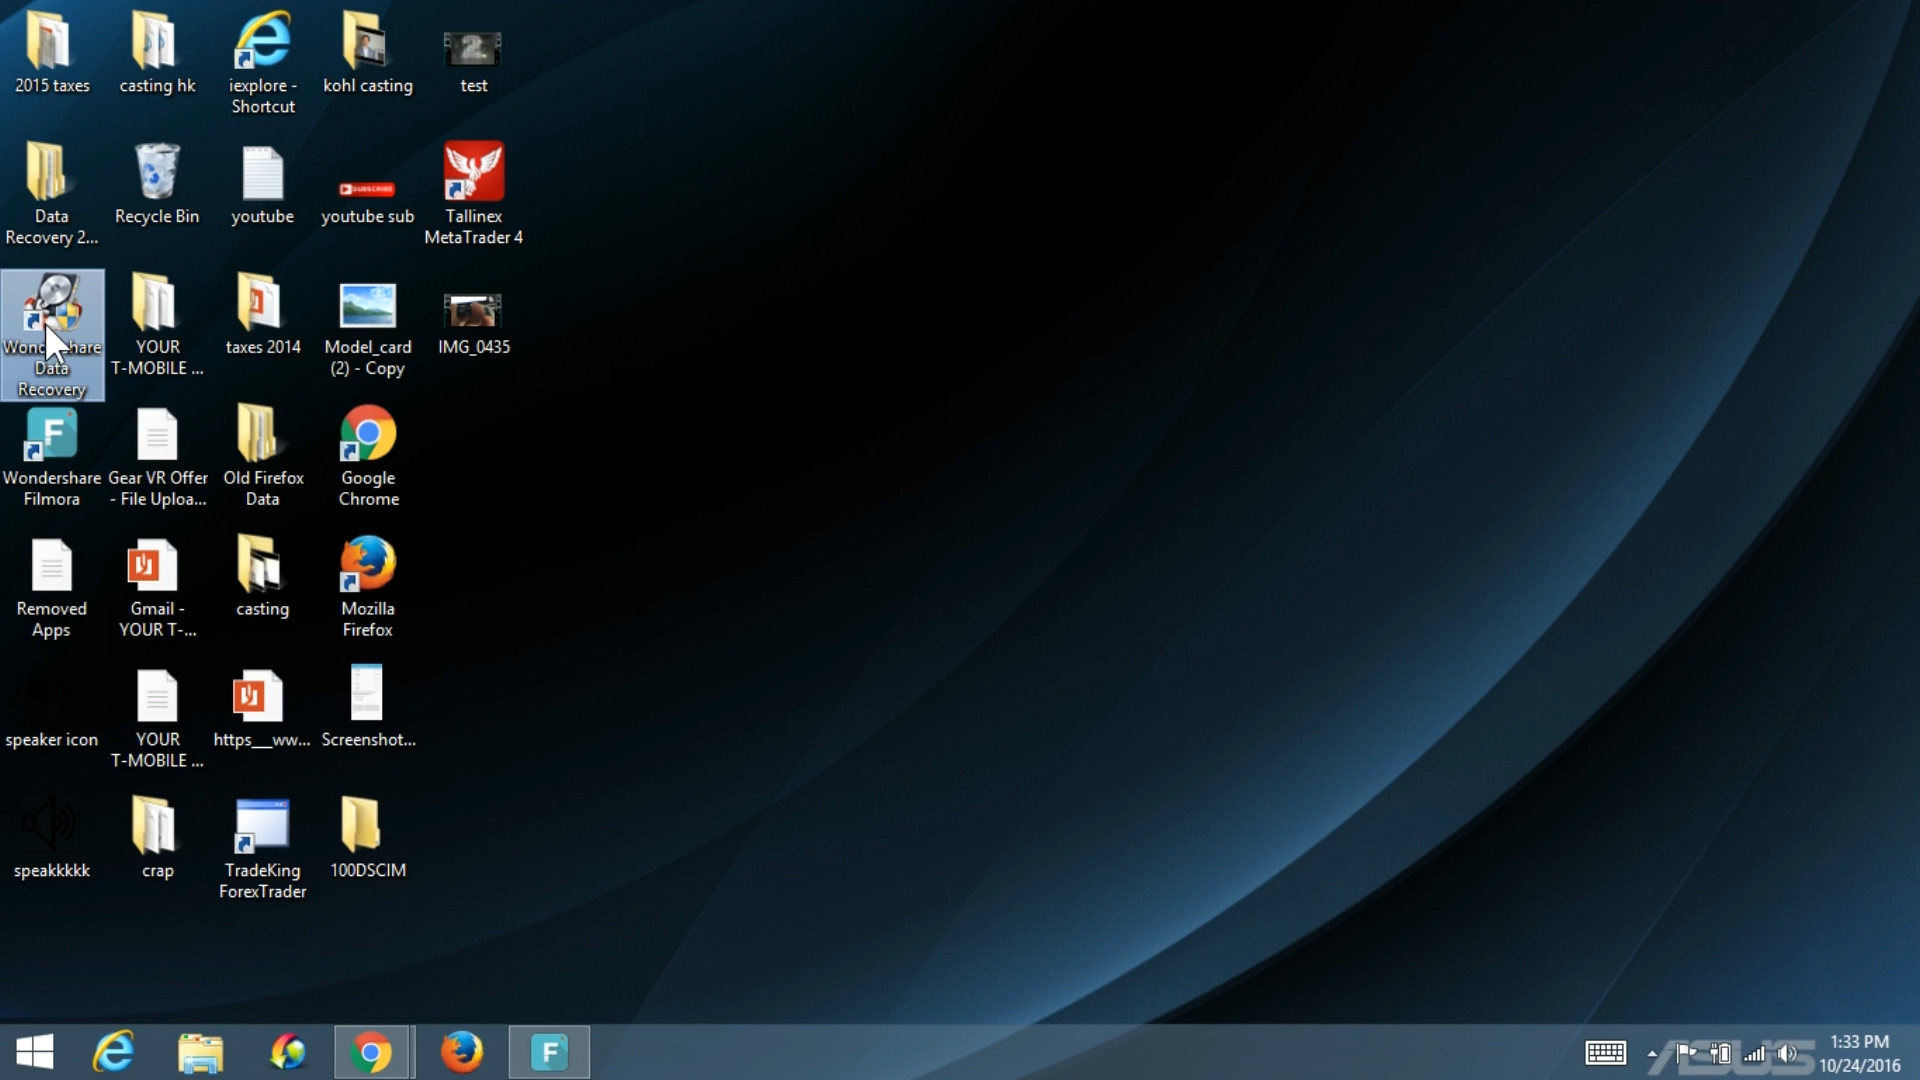 2015 taxes
casting hk
iexplore -
Shortcut
kohl casting
test
Data
Recovery 2...
Recycle Bin
youtube
SUBSCRIBE
youtube sub
Tallinex
MetaTrader 4
Data
Recovery
YOUR
T-MOBILE ...
taxes 2014
Model_card
(2) - Copy
IMG_0435
Wondershare
Filmora
Gear VR Offer
- File Uploa...
Old Firefox
Data
Google
Chrome
Removed
Apps
Gmail -
YOUR T-...
casting
Mozilla
Firefox
speaker icon
YOUR
T-MOBILE ...
https__ww...
Screenshot...
speakkkkk
crap
TradeKing
ForexTrader
100DSCIM
ASUS
1:33 PM
10/24/2016